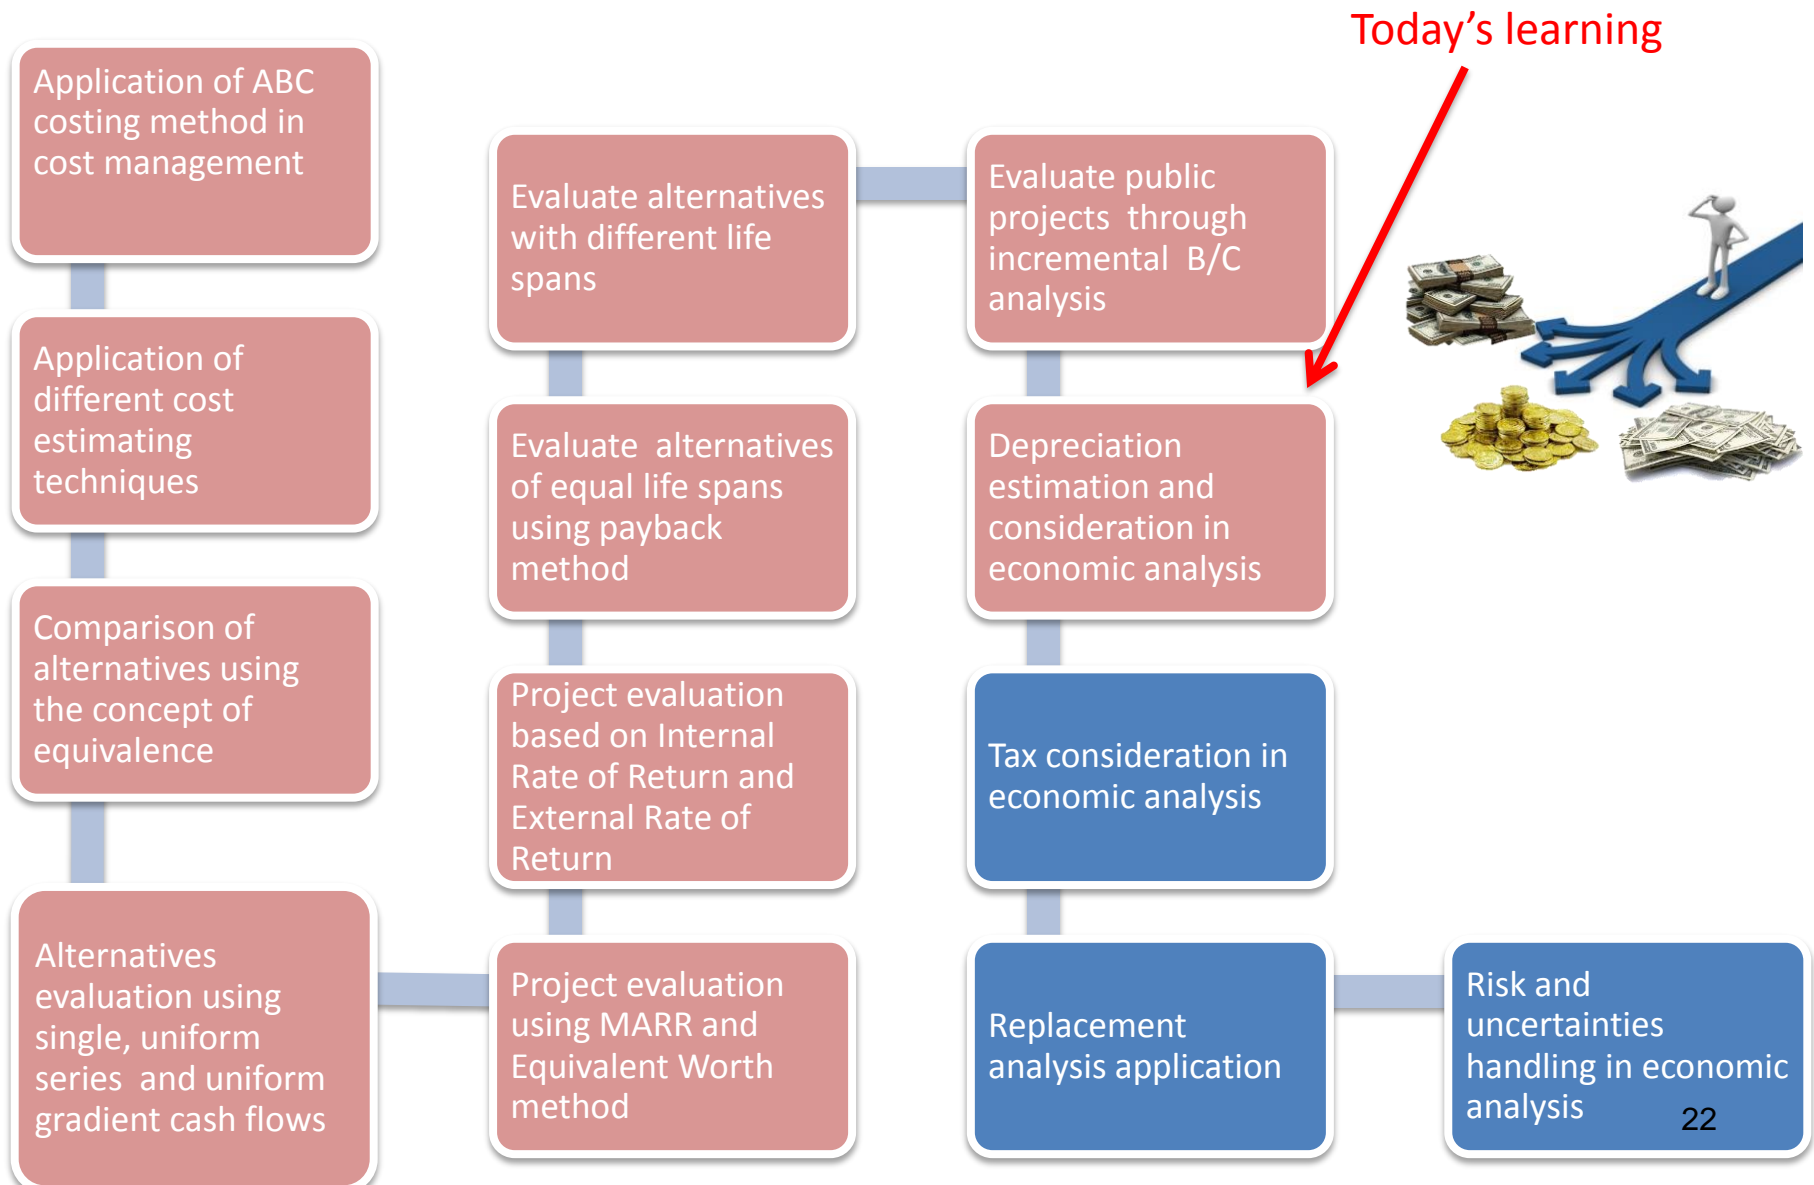 Today's learning
Application of ABC
costing method in
cost management
Application of
different cost
estimating
techniques
Comparison of
alternatives using
the concept of
equivalence
Alternatives
evaluation using
single, uniform
series and uniform
gradient cash flows
Project evaluation
using MARR and
Equivalent Worth
method
Project evaluation
based on Internal
Rate of Return and
External Rate of
Return
Evaluate alternatives
of equal life spans
using payback
method
Evaluate alternatives
with different life
spans
Evaluate public
projects through
incremental B/C
analysis
Depreciation
estimation and
consideration in
economic analysis
Tax consideration in
economic analysis
Replacement
analysis application
Risk and
uncertainties
handling in economic
analysis
22